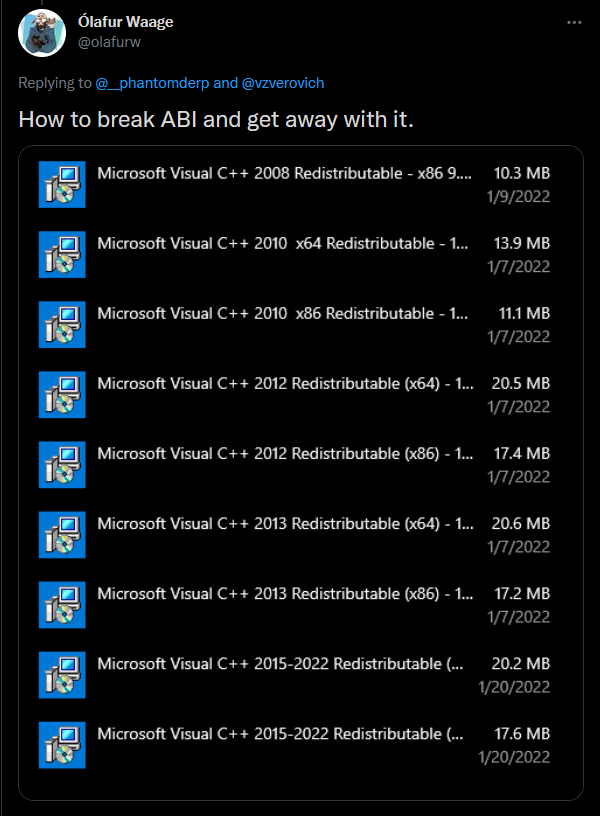 Ólafur Waage
@olafurw
Replying to @__phantomderp and @vzverovich
How to break ABI and get away with it.
Microsoft Visual C++ 2008 Redistributable - x86 9.... 10.3 MB
1/9/2022
Microsoft Visual C++ 2010  x64 Redistributable - 1... 13.9 MB
1/7/2022
Microsoft Visual C++ 2010  x86 Redistributable - 1... 11.1 MB
1/7/2022
Microsoft Visual C++ 2012 Redistributable (x64) - 1... 20.5 MB
1/7/2022
Microsoft Visual C++ 2012 Redistributable (x86) - 1... 17.4 MB
1/7/2022
Microsoft Visual C++ 2013 Redistributable (x64) - 1... 20.6 MB
1/7/2022
Microsoft Visual C++ 2013 Redistributable (x86) - 1... 17.2 MB
1/7/2022
Microsoft Visual C++ 2015-2022 Redistributable (... 20.2 MB
1/20/2022
Microsoft Visual C++ 2015-2022 Redistributable (... 17.6 MB
1/20/2022